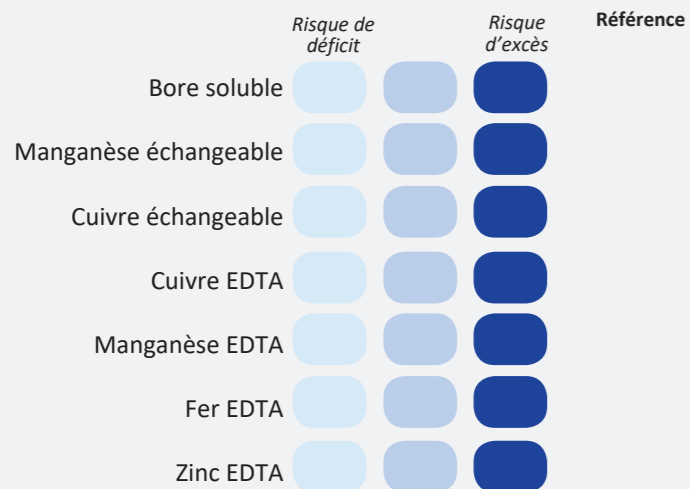 Risque de
déficit
Risque
d'excès
Référence
Bore soluble
Manganèse échangeable
Cuivre échangeable
Cuivre EDTA
Manganèse EDTA
Fer EDTA
Zinc EDTA